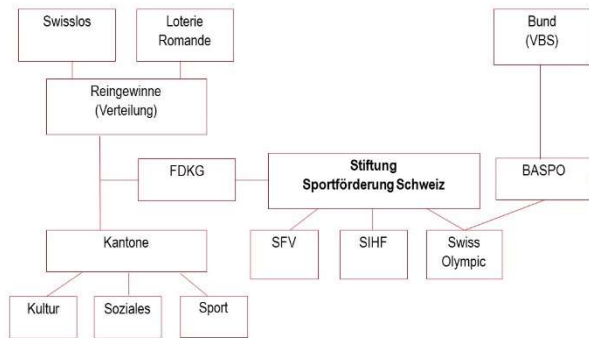 Swisslos
Loterie
Romande
Bund
(VBS)
Reingewinne
(Verteilung)
FDKG
Stiftung
Sportförderung Schweiz
BASPO
Kantone
SFV
SIHF
Swiss
Olympic
Kultur
Soziales
Sport